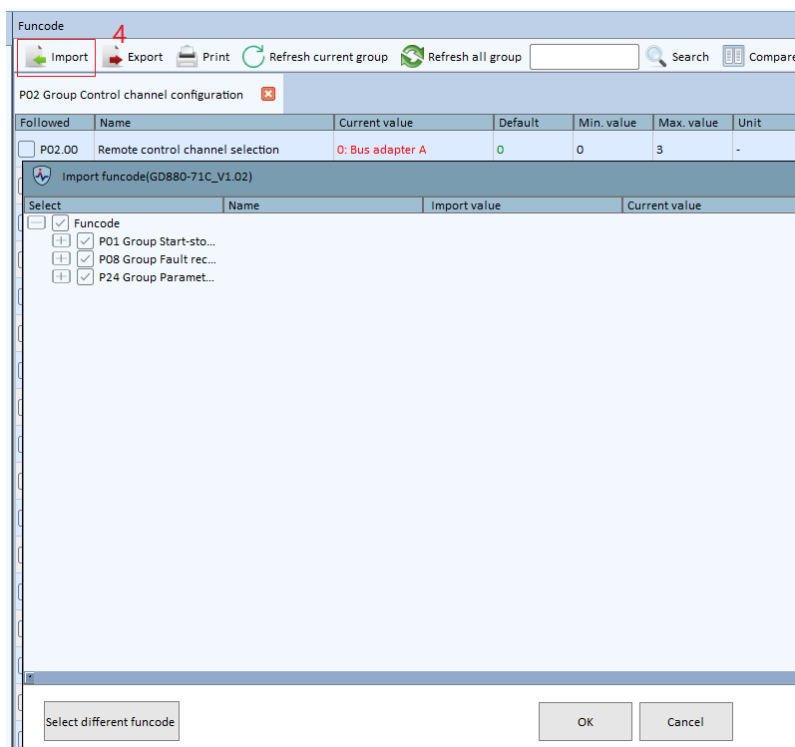 Funcode
4
Import Export Print Refresh current group Refresh all group Search Compare
P02 Group Control channel configuration
Followed Name Current value Default Min. value Max. value Unit
P02.00 Remote control channel selection 0: Bus adapter A 0 0 3 -
Import funcode(GD880-71C_V1.02)
Select Name Import value Current value
Funcode
P01 Group Start-sto...
P08 Group Fault rec...
P24 Group Paramet...
Select different funcode OK Cancel